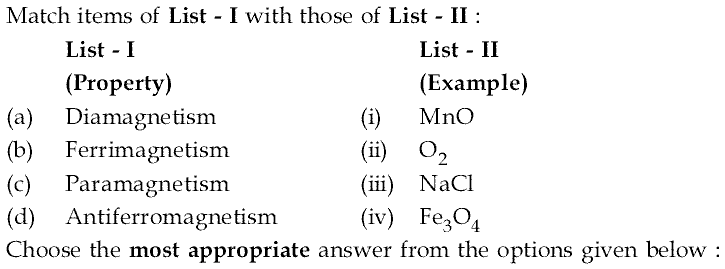 Match items of List - I with those of List - II :
List - I List - II
(Property) (Example)
(a) Diamagnetism (i) MnO
(b) Ferrimagnetism (ii) O₂
(c) Paramagnetism (iii) NaCl
(d) Antiferromagnetism (iv) Fe₃O₄
Choose the most appropriate answer from the options given below :